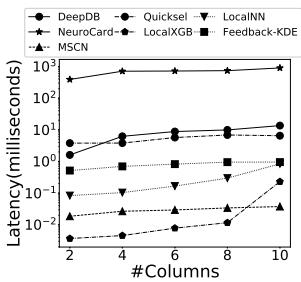 DeepDB Quicksel LocalNN
NeuroCard LocalXGB Feedback-KDE
MSCN
Latency(milliseconds)
10³
10²
10¹
10⁰
10⁻¹
10⁻²
2 4 6 8 10
#Columns